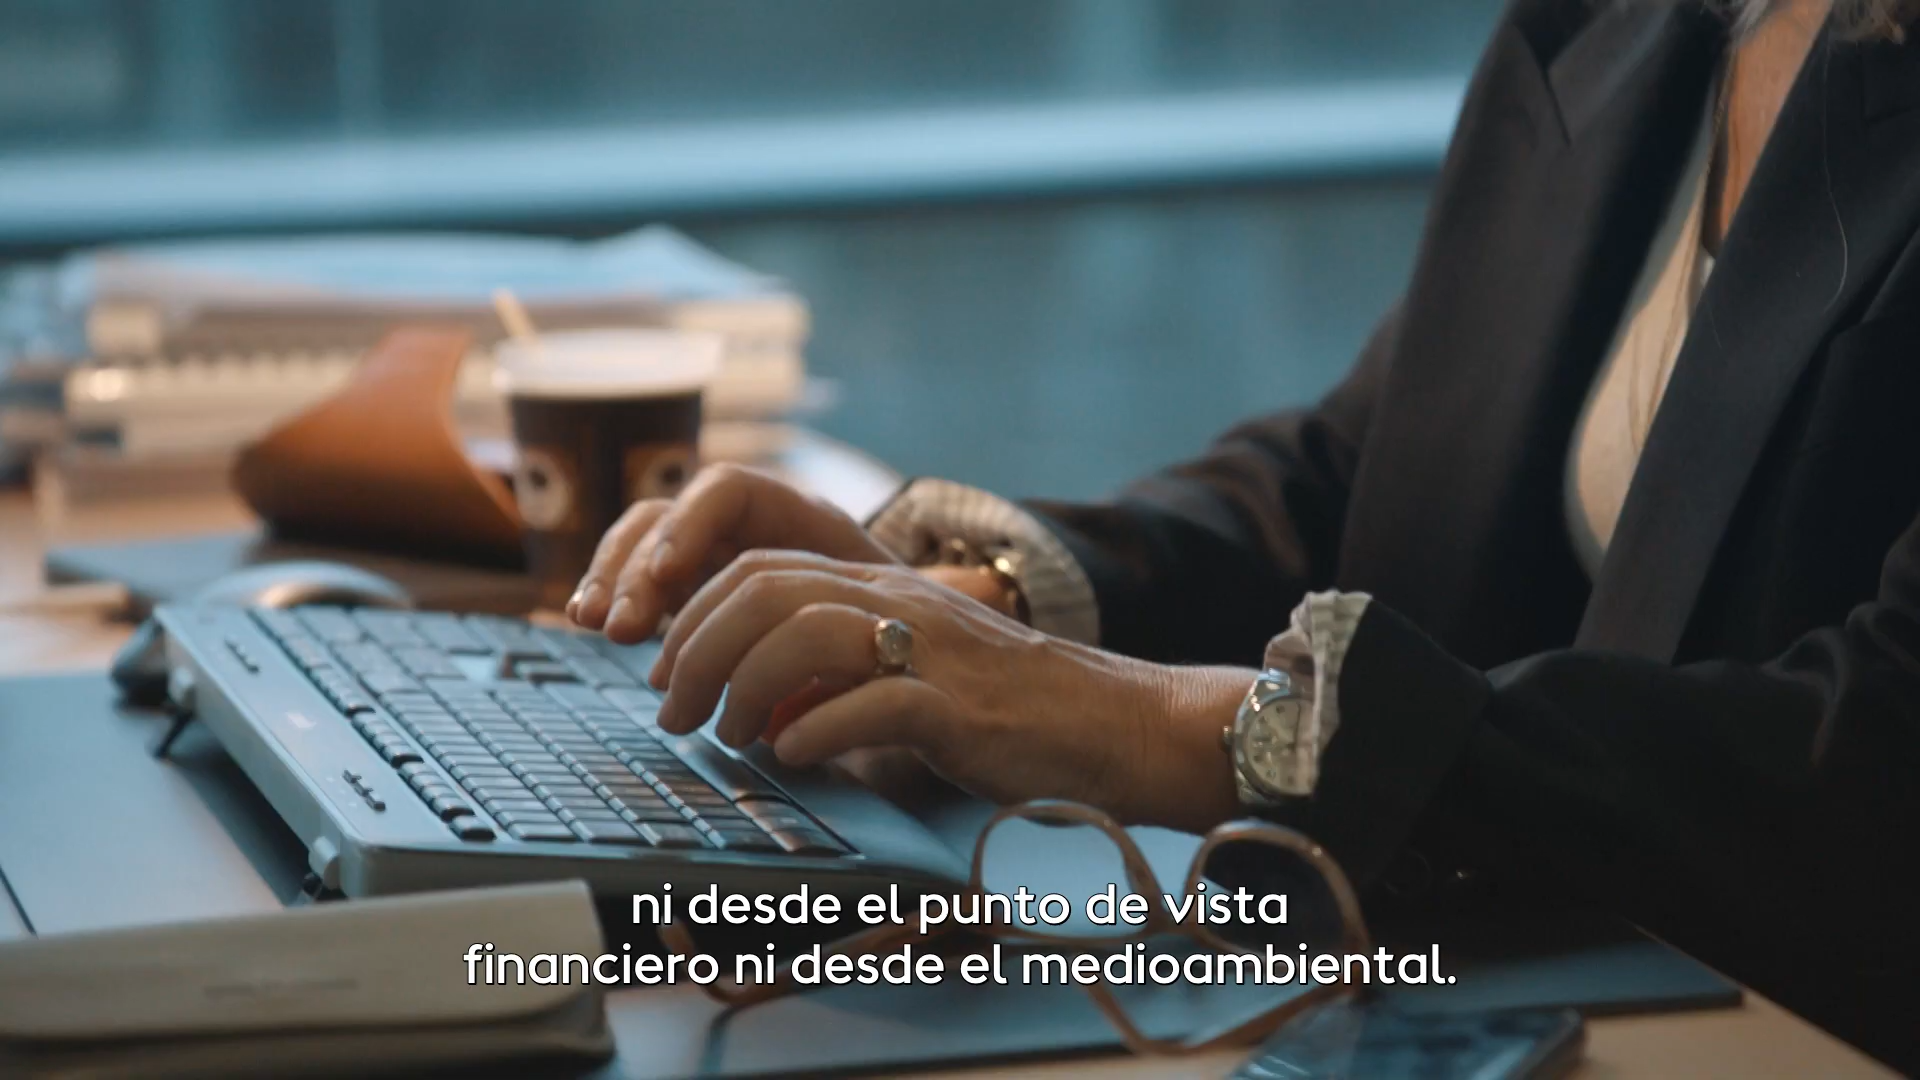 ni desde el punto de vista
financiero ni desde el medioambiental.